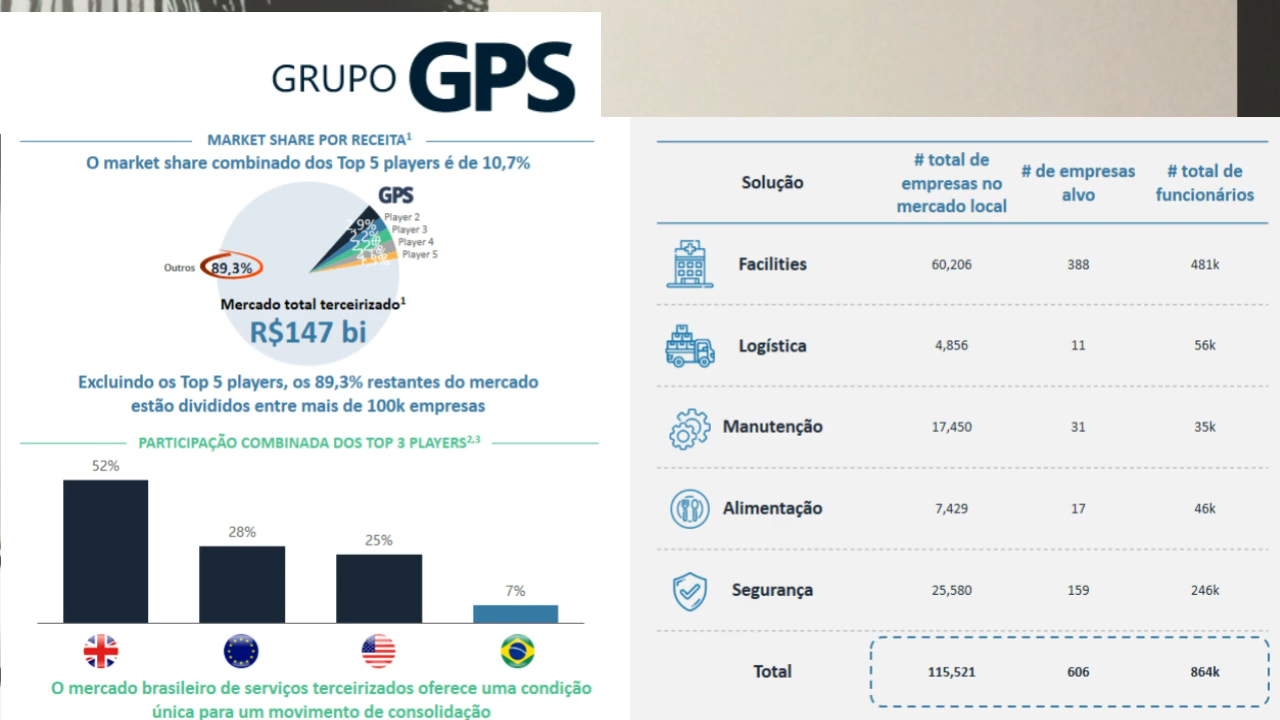 GRUPO GPS
MARKET SHARE POR RECEITA¹
O market share combinado dos Top 5 players é de 10,7%
GPS
Player 2
Player 3
Player 4
Player 5
Outros
89,3%
Mercado total terceirizado¹
R$147 bi
Excluindo os Top 5 players, os 89,3% restantes do mercado
estão divididos entre mais de 100k empresas
PARTICIPAÇÃO COMBINADA DOS TOP 3 PLAYERS²,³
52%
28%
25%
7%
O mercado brasileiro de serviços terceirizados oferece uma condição
única para um movimento de consolidação
Solução
# total de
empresas no
mercado local
# de empresas
alvo
# total de
funcionários
Facilities 60,206 388 481k
Logística 4,856 11 56k
Manutenção 17,450 31 35k
Alimentação 7,429 17 46k
Segurança 25,580 159 246k
Total 115,521 606 864k